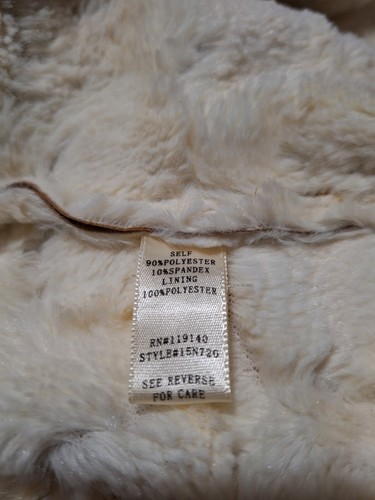 SELF
90%POLYESTER
10%SPANDEX
LINING
100%POLYESTER
RN#119140
STYLE#15N726
SEE REVERSE
FOR CARE